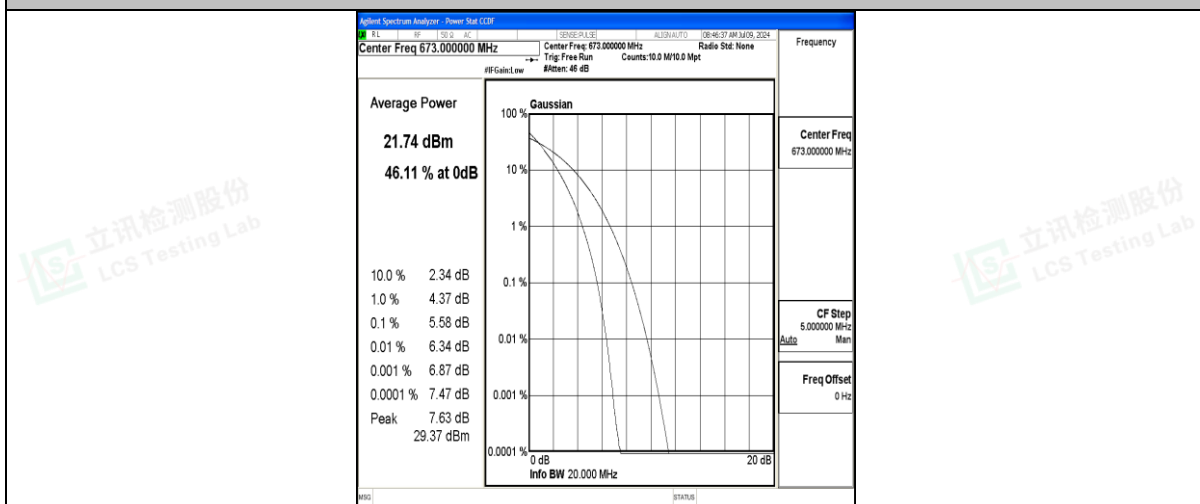 Agilent Spectrum Analyzer - Power Stat CCDF
RL RF 50 Ω AC SENSE:PULSE ALIGN AUTO 08:46:37 AM Jul 09, 2024
Center Freq 673.000000 MHz
Center Freq: 673.000000 MHz
Radio Std: None
Trig: Free Run
Counts:10.0 M/10.0 Mpt
#IFGain:Low
#Atten: 46 dB
Frequency
Average Power
21.74 dBm
46.11 % at 0dB
10.0 % 2.34 dB
1.0 % 4.37 dB
0.1 % 5.58 dB
0.01 % 6.34 dB
0.001 % 6.87 dB
0.0001 % 7.47 dB
Peak 7.63 dB
29.37 dBm
Gaussian
100 %
10 %
1 %
0.1 %
0.01 %
0.001 %
0.0001 %
0 dB
20 dB
Info BW 20.000 MHz
Center Freq
673.000000 MHz
CF Step
5.000000 MHz
Auto Man
Freq Offset
0 Hz
MSG
STATUS
立讯检测股份
LCS Testing Lab
立讯检测股份
LCS Testing Lab